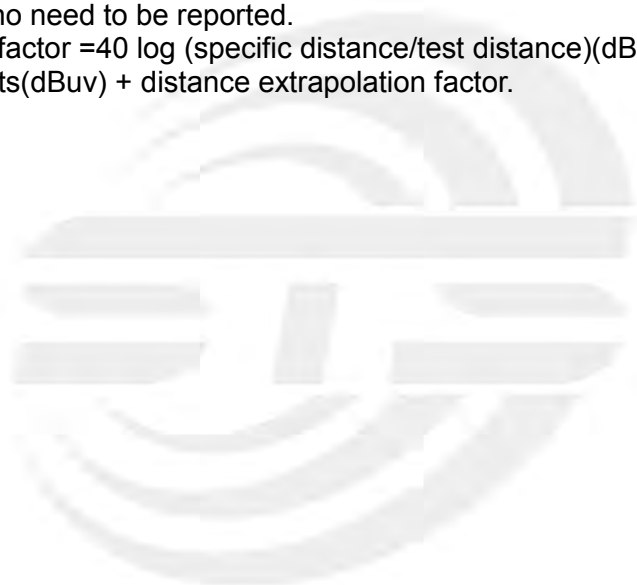 no need to be reported.
factor =40 log (specific distance/test distance)(dB
ts(dBuv) + distance extrapolation factor.